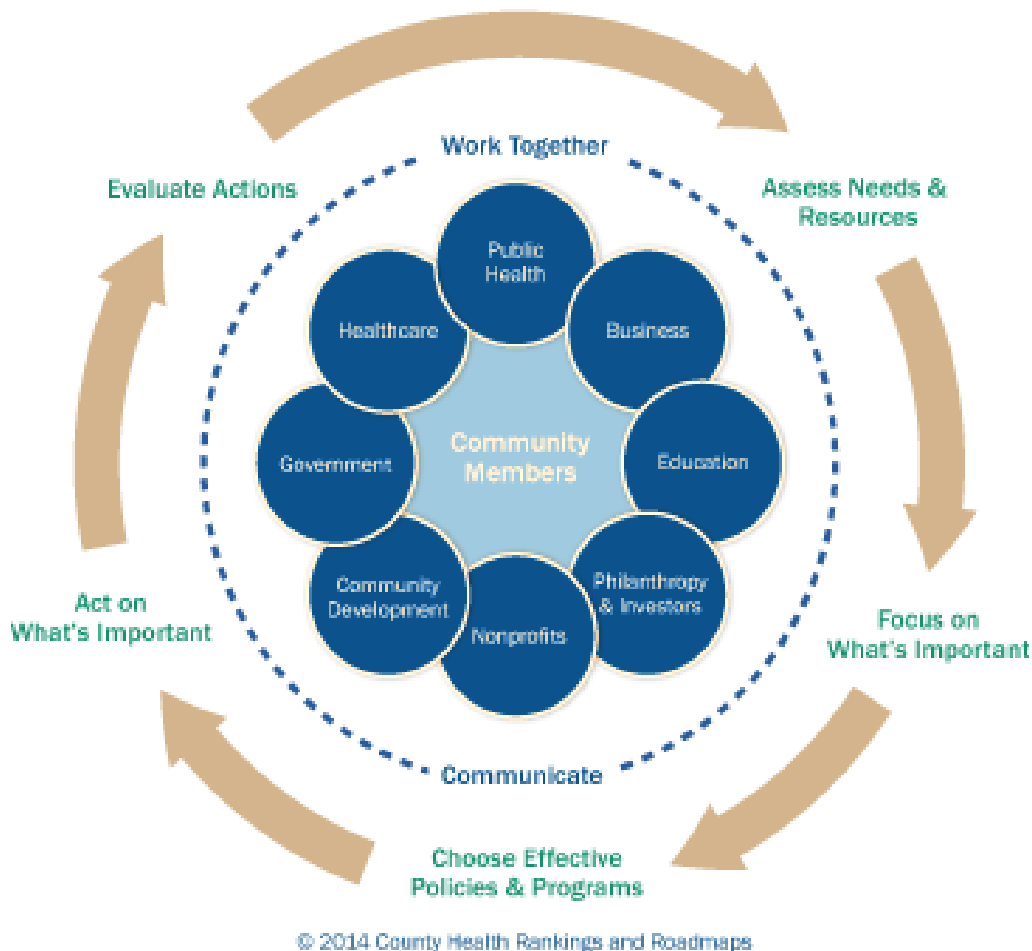 Work Together
Evaluate Actions
Assess Needs &
Resources
Public
Health
Healthcare
Business
Community
Members
Government
Education
Community
Development
Philanthropy
& Investors
Nonprofits
Act on
What's Important
Focus on
What's Important
Communicate
Choose Effective
Policies & Programs
© 2014 County Health Rankings and Roadmaps